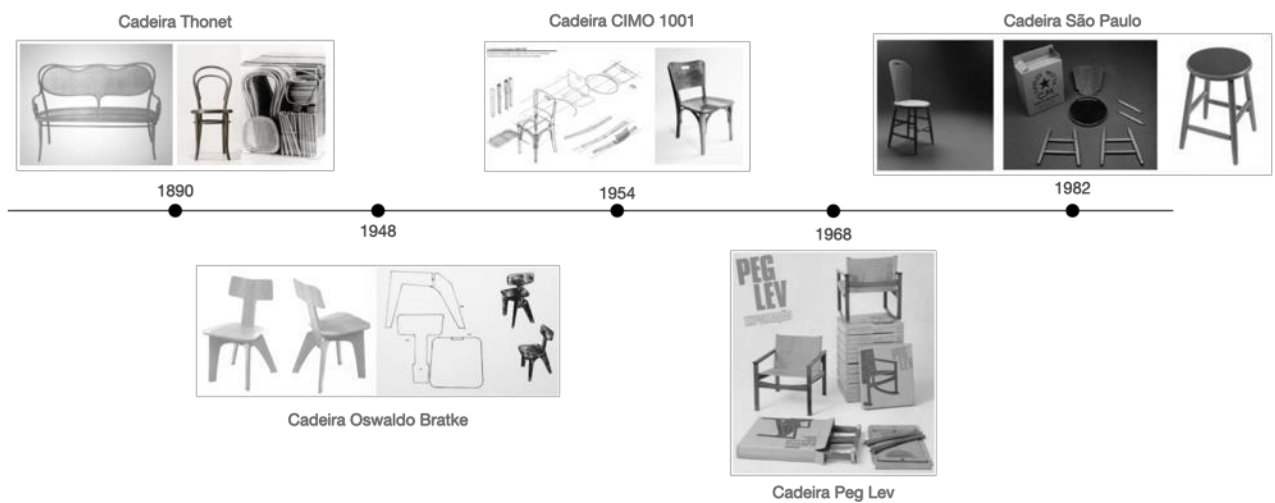 Cadeira Thonet
Cadeira CIMO 1001
Cadeira São Paulo
1890
1954
1982
1948
1968
PEG
LEV
Cadeira Oswaldo Bratke
Cadeira Peg Lev